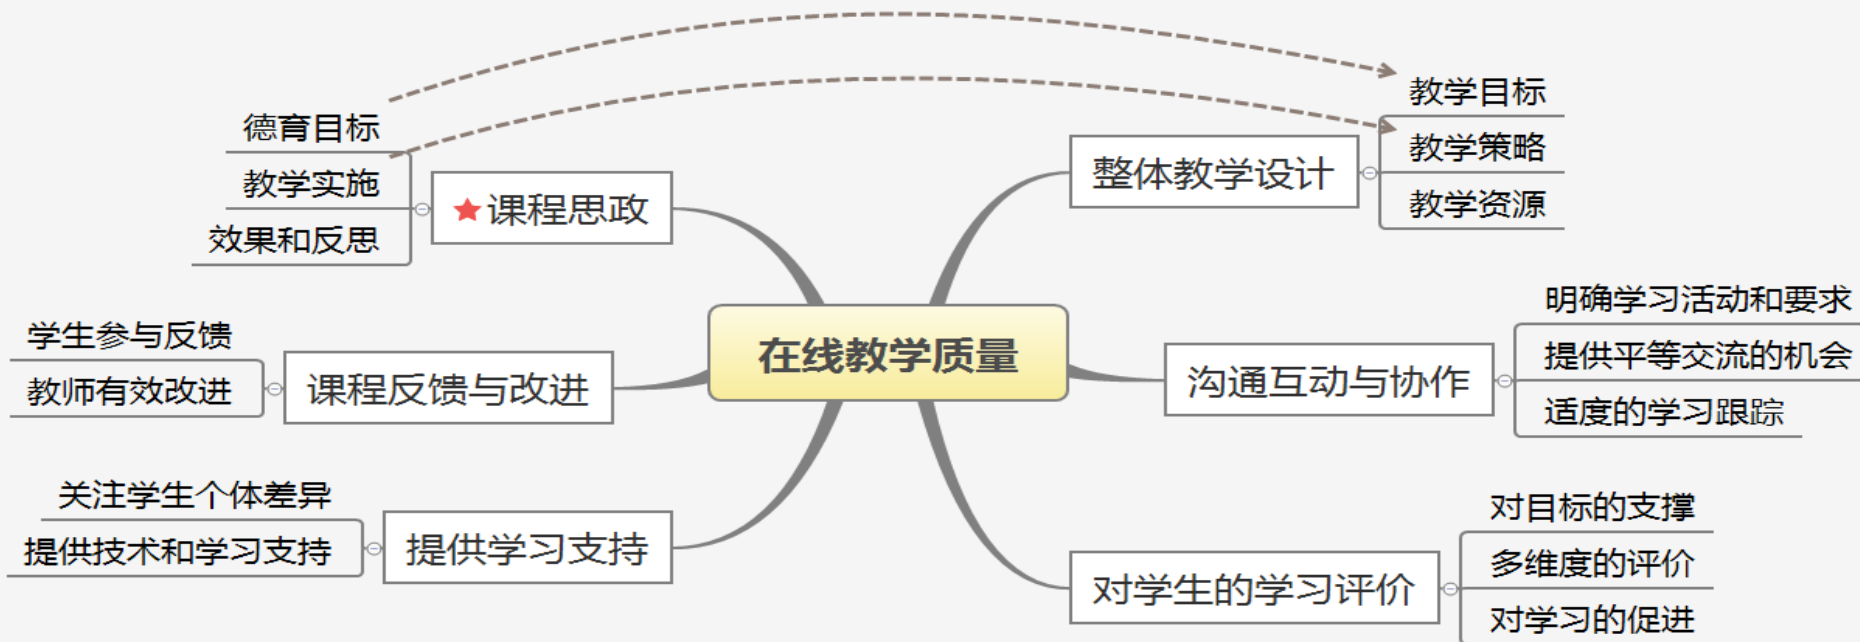 德育目标
教学实施
效果和反思
课程思政
学生参与反馈
教师有效改进
课程反馈与改进
关注学生个体差异
提供技术和学习支持
提供学习支持
在线教学质量
整体教学设计
教学目标
教学策略
教学资源
沟通互动与协作
明确学习活动和要求
提供平等交流的机会
适度的学习跟踪
对学生的学习评价
对目标的支撑
多维度的评价
对学习的促进